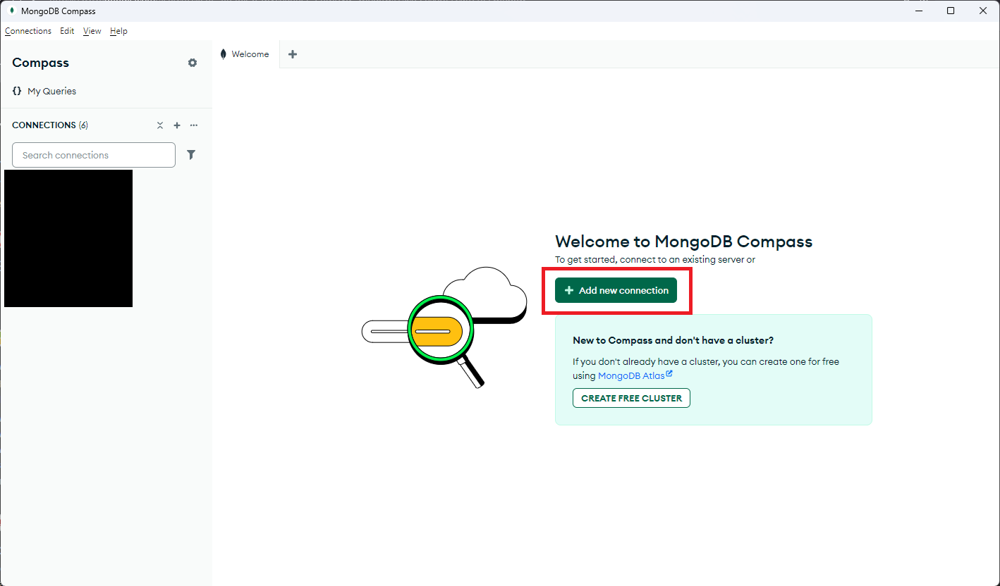 MongoDB Compass
Connections Edit View Help
Compass
Welcome
{} My Queries
CONNECTIONS (6)
Search connections
Welcome to MongoDB Compass
To get started, connect to an existing server or
+ Add new connection
New to Compass and don't have a cluster?
If you don't already have a cluster, you can create one for free
using MongoDB Atlas
CREATE FREE CLUSTER